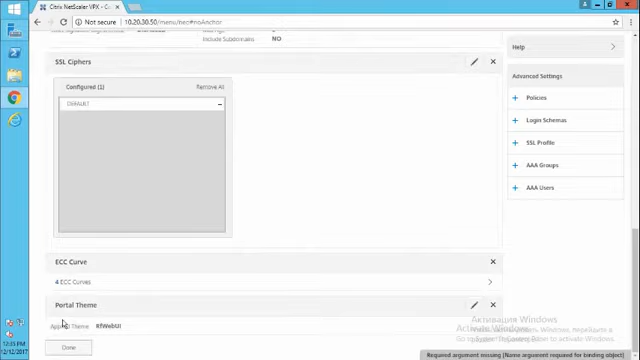 Citrix NetScaler VPX -
Not secure | 10.20.30.50/menu/neo#noAnchor
Include Subdomains
NO
SSL Ciphers
Configured (1)
Remove All
DEFAULT
ECC Curve
4 ECC Curves
Portal Theme
Theme RfWebUI
Done
Help
Advanced Settings
Policies
Login Schemas
SSL Profile
AAA Groups
AAA Users
Активация Windows
Activate Windows
Required argument missing [Name argument required for binding object]
12:35 PM
12/12/2017